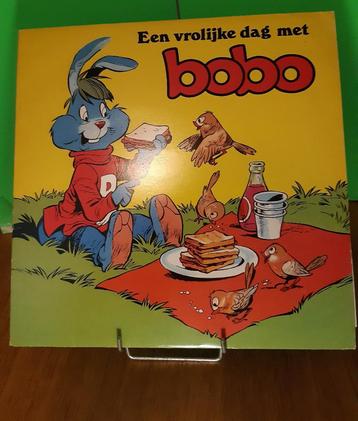 Een vrolijke dag met
bobo